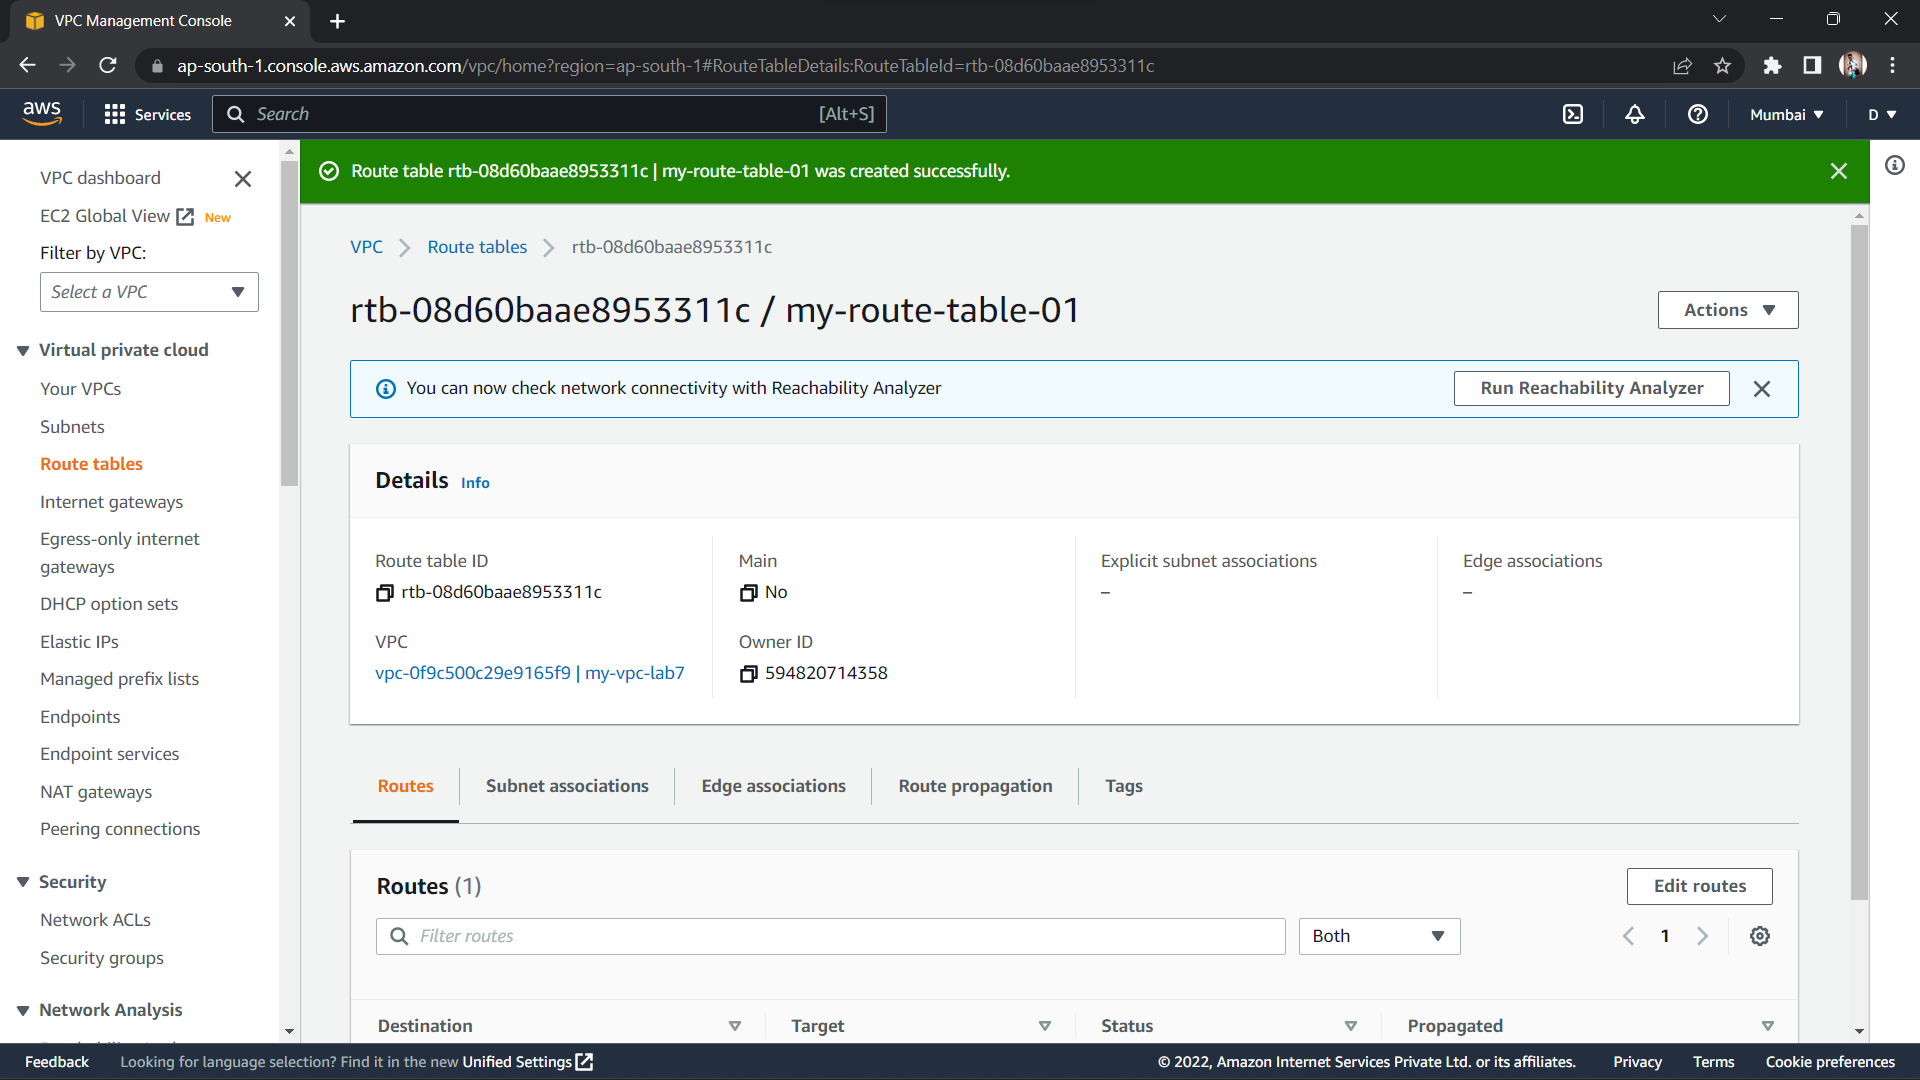 VPC Management Console
ap-south-1.console.aws.amazon.com/vpc/home?region=ap-south-1#RouteTableDetails:RouteTableId=rtb-08d60baae8953311c
aws
Services
Search
[Alt+S]
Mumbai
D
VPC dashboard
EC2 Global View
New
Filter by VPC:
Select a VPC
Virtual private cloud
Your VPCs
Subnets
Route tables
Internet gateways
Egress-only internet
gateways
DHCP option sets
Elastic IPs
Managed prefix lists
Endpoints
Endpoint services
NAT gateways
Peering connections
Security
Network ACLs
Security groups
Network Analysis
Route table rtb-08d60baae8953311c | my-route-table-01 was created successfully.
VPC
Route tables
rtb-08d60baae8953311c
rtb-08d60baae8953311c / my-route-table-01
Actions
You can now check network connectivity with Reachability Analyzer
Run Reachability Analyzer
Details Info
Route table ID
rtb-08d60baae8953311c
Main
No
Explicit subnet associations
–
Edge associations
–
VPC
vpc-0f9c500c29e9165f9 | my-vpc-lab7
Owner ID
594820714358
Routes
Subnet associations
Edge associations
Route propagation
Tags
Routes (1)
Edit routes
Filter routes
Both
1
Destination
Target
Status
Propagated
Feedback
Looking for language selection? Find it in the new Unified Settings
© 2022, Amazon Internet Services Private Ltd. or its affiliates.
Privacy
Terms
Cookie preferences